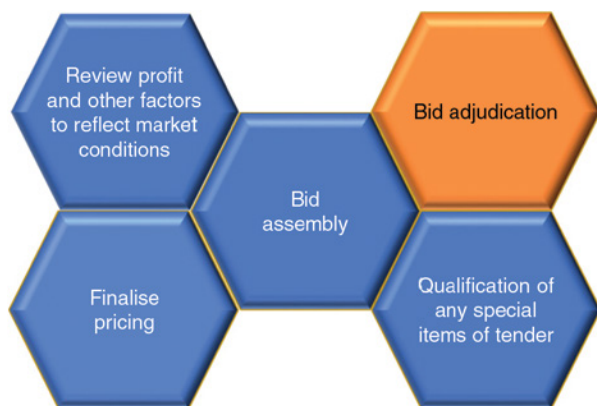 Review profit
and other factors
to reflect market
conditions
Bid adjudication
Bid
assembly
Finalise
pricing
Qualification of
any special
items of tender